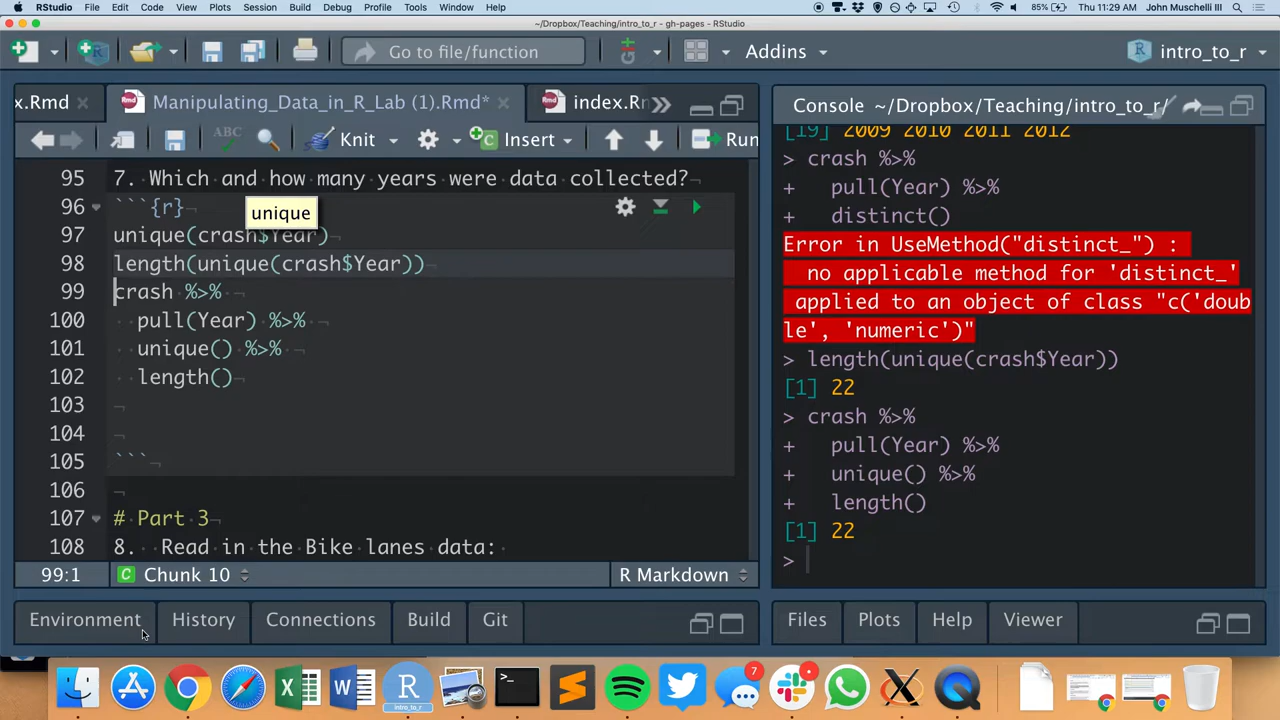 RStudio File Edit Code View Plots Session Build Debug Profile Tools Window Help 85% Thu 11:29 AM John Muschelli III
~/Dropbox/Teaching/intro_to_r - gh-pages - RStudio
Go to file/function Addins intro_to_r
x.Rmd Manipulating_Data_in_R_Lab (1).Rmd* index.Rr
ABC Knit Insert Run
95 7. Which and how many years were data collected?
96 ```{r}
unique
97 unique(crash$Year)
98 length(unique(crash$Year))
99 crash %>%
100 pull(Year) %>%
101 unique() %>%
102 length()
103
104
105 ```
106
107 # Part 3
108 8. Read in the Bike lanes data:
99:1 Chunk 10 R Markdown
Environment History Connections Build Git
Console ~/Dropbox/Teaching/intro_to_r/
[19] 2009 2010 2011 2012
> crash %>%
+ pull(Year) %>%
+ distinct()
Error in UseMethod("distinct_") :
no applicable method for 'distinct_'
applied to an object of class "c('doub
le', 'numeric')"
> length(unique(crash$Year))
[1] 22
> crash %>%
+ pull(Year) %>%
+ unique() %>%
+ length()
[1] 22
>
Files Plots Help Viewer
intro_to_r
7